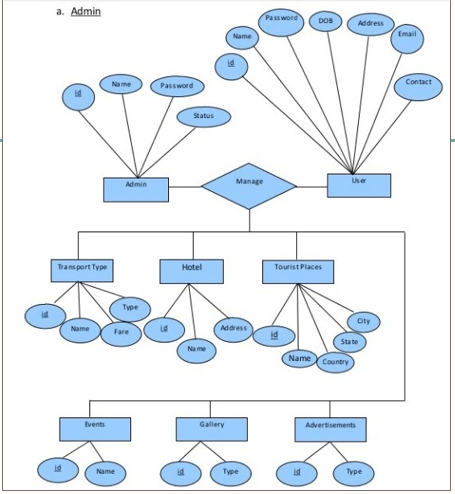 a. Admin
Password
DOB
Address
Name
Email
id
Contact
id
Name
Password
Status
Admin
Manage
User
Transport Type
Hotel
Tourist Places
id
Name
Fare
Type
id
Name
Address
id
Name
Country
State
City
Events
Gallery
Advertisements
id
Name
id
Type
id
Type